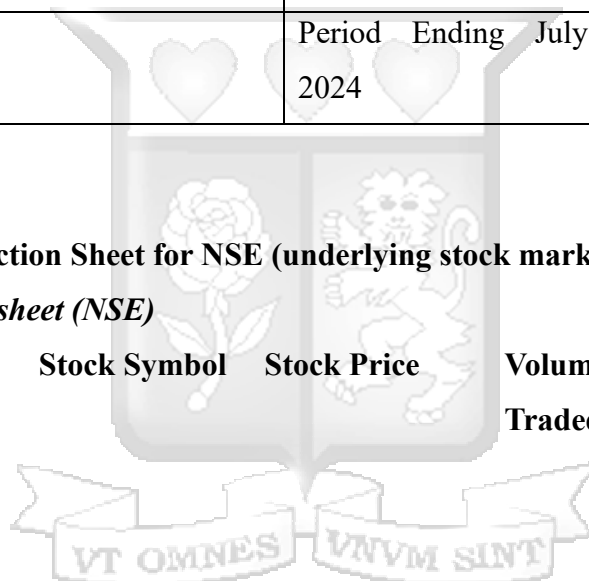 Period Ending July
2024
ction Sheet for NSE (underlying stock mark
sheet (NSE)
Stock Symbol Stock Price Volum
Traded
VT OMNES VNVM SINT